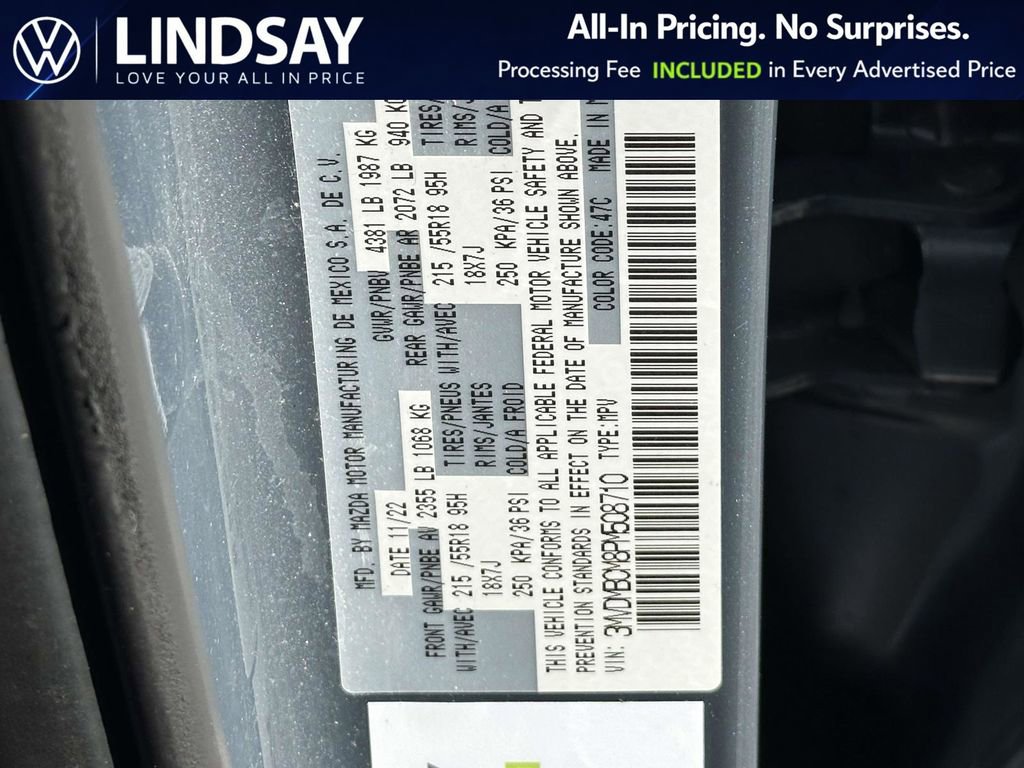 LINDSAY
LOVE YOUR ALL IN PRICE
All-In Pricing. No Surprises.
Processing Fee INCLUDED in Every Advertised Price
MFD. BY MAZDA MOTOR MANUFACTURING DE MEXICO S.A. DE C.V.
DATE 11/22 GVWR/PNBV 4381 LB 1987 KG
FRONT GAWR/PNBE AV 2355 LB 1068 KG REAR GAWR/PNBE AR 2072 LB 940
WITH/AVEC 215 /55R18 95H TIRES/PNEUS WITH/AVEC 215 /55R18 95H TIRES/
18X7J RIMS/JANTES 18X7J RIMS/
250 KPA/36 PSI COLD/A FROID 250 KPA/36 PSI COLD/A
THIS VEHICLE CONFORMS TO ALL APPLICABLE FEDERAL MOTOR VEHICLE SAFETY AND
PREVENTION STANDARDS IN EFFECT ON THE DATE OF MANUFACTURE SHOWN ABOVE.
VIN: 3MVDMBCM8PM508710 TYPE:MPV COLOR CODE:47C MADE IN